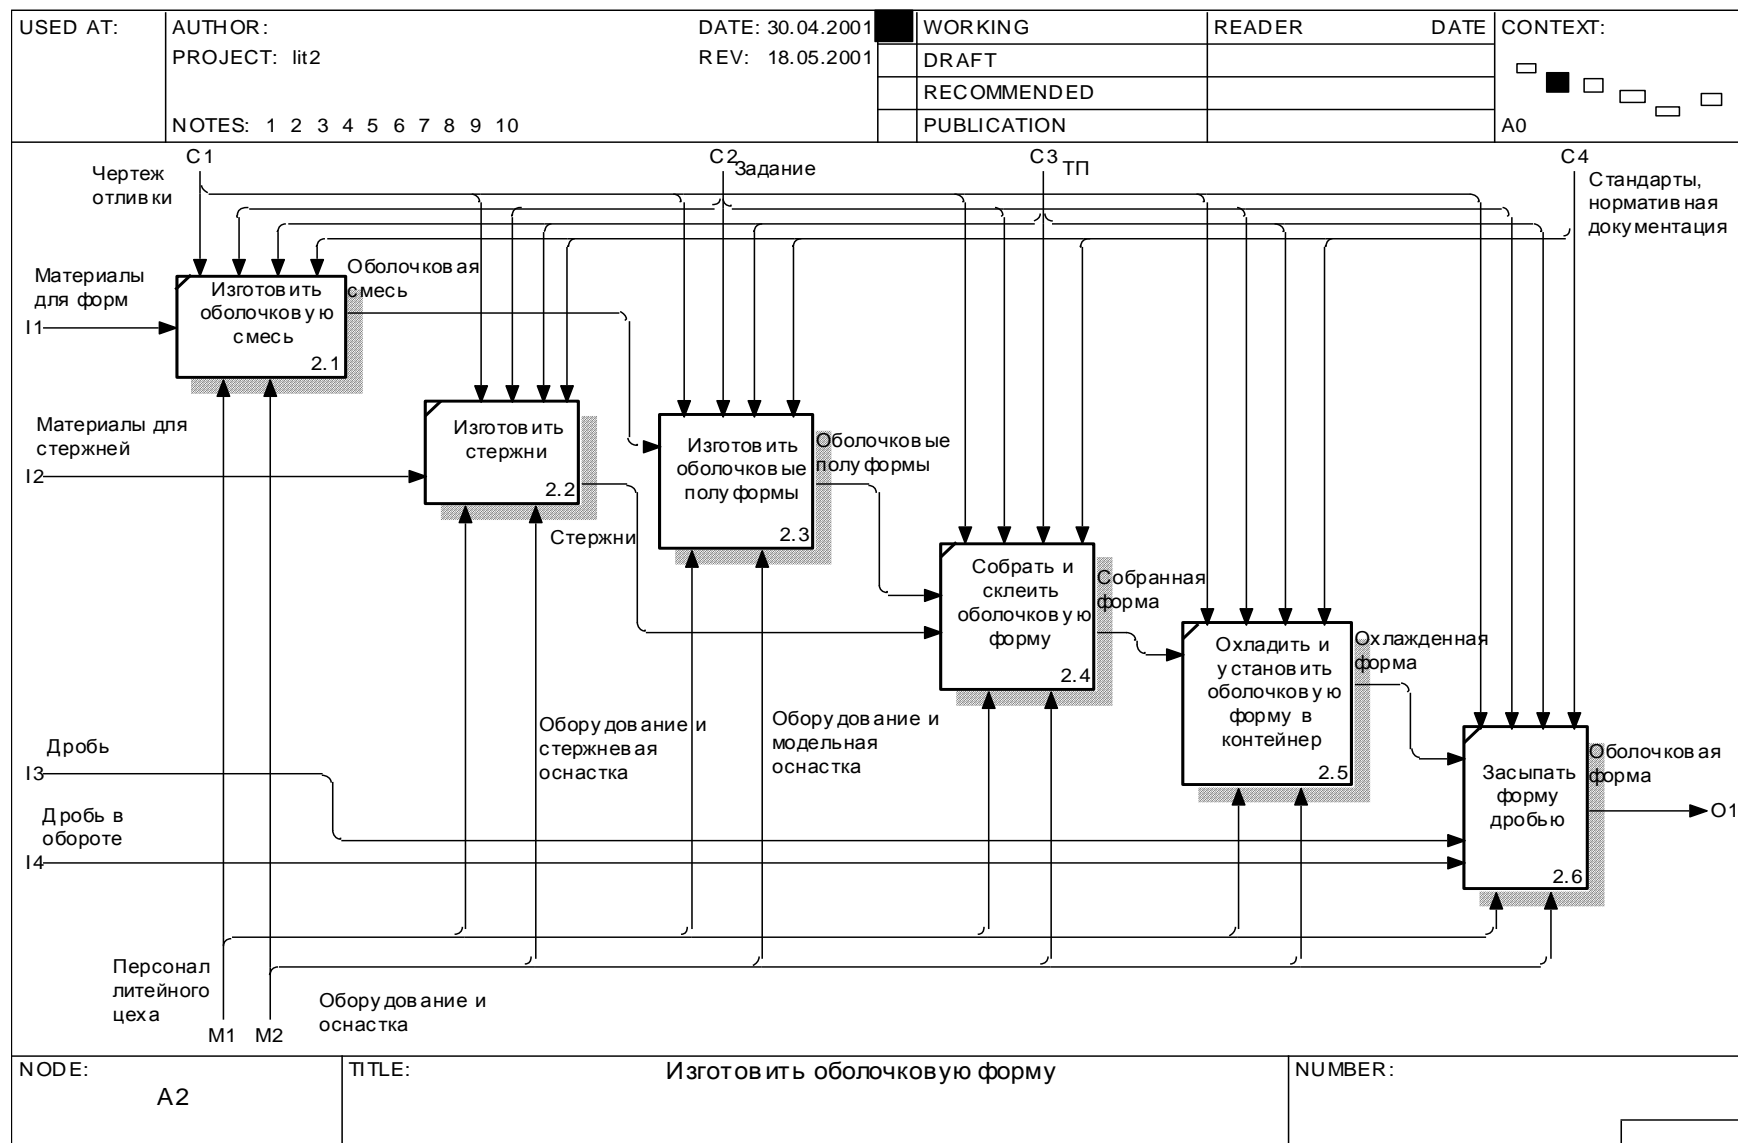 USED AT:
AUTHOR:
DATE: 30.04.2001
WORKING
READER
DATE
CONTEXT:
PROJECT: lit2
REV: 18.05.2001
DRAFT
RECOMMENDED
NOTES: 1 2 3 4 5 6 7 8 9 10
PUBLICATION
A0
C1
C2
C3
C4
Чертеж
отливки
Задание
ТП
Стандарты,
нормативная
документация
Материалы
для форм
I1
Изготовить
оболочковую
смесь
2.1
Оболочковая
смесь
Материалы для
стержней
I2
Изготовить
стержни
2.2
Стержни
Изготовить
оболочковые
полуформы
2.3
Оболочковые
полуформы
Собрать и
склеить
оболочковую
форму
2.4
Собранная
форма
Охладить и
установить
оболочковую
форму в
контейнер
2.5
Охлажденная
форма
Оборудование и
стержневая
оснастка
Оборудование и
модельная
оснастка
Дробь
I3
Дробь в
обороте
I4
Засыпать
форму
дробью
2.6
Оболочковая
форма
O1
Персонал
литейного
цеха
Оборудование и
оснастка
M1
M2
NODE:
A2
TITLE:
Изготовить оболочковую форму
NUMBER: